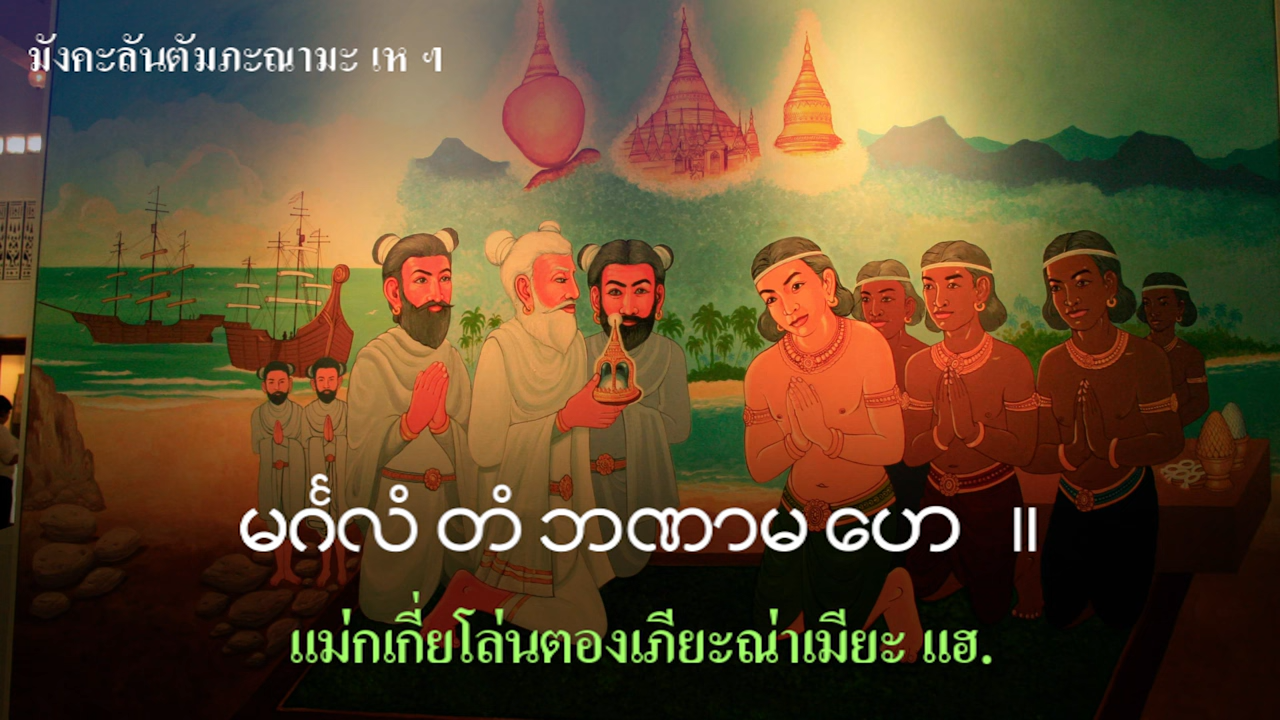 มังคะลันตัมภะณามะ เห ฯ
မင်္ဂလံ တံ ဘဏာမ ဟေ ။
แม่กเกี่ยโล่นตองเภียะณ่าเมียะ แฮ.